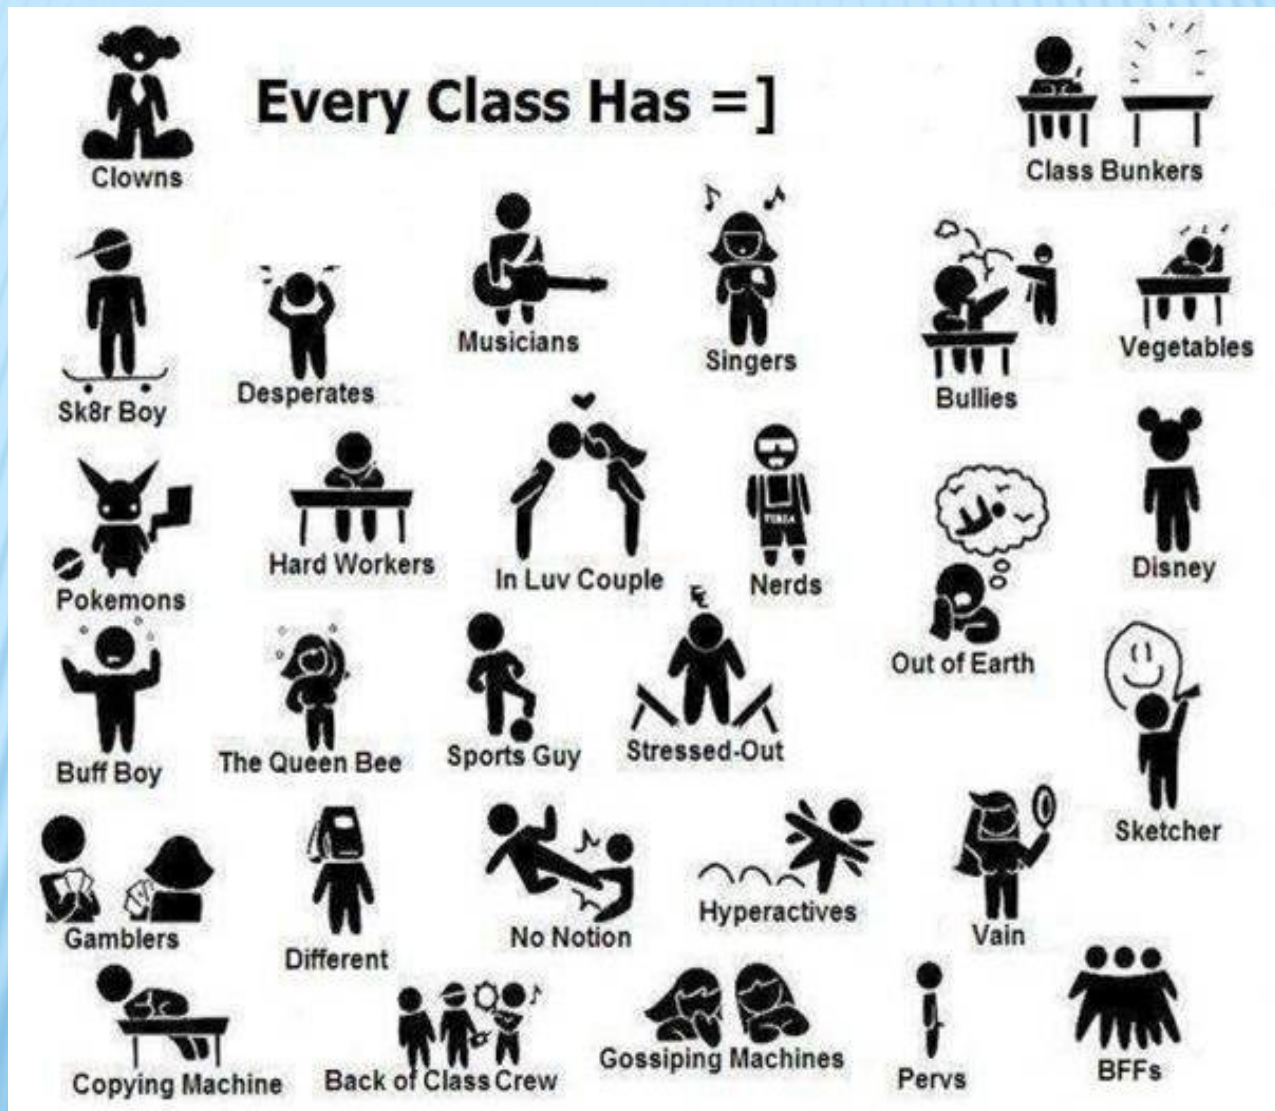 Every Class Has =]
Clowns
Class Bunkers
Musicians
Singers
Vegetables
Sk8r Boy
Desperates
Bullies
Pokemons
Hard Workers
In Luv Couple
Nerds
Disney
Out of Earth
Buff Boy
The Queen Bee
Sports Guy
Stressed-Out
Sketcher
Gamblers
Different
No Notion
Hyperactives
Vain
Copying Machine
Back of Class Crew
Gossiping Machines
Pervs
BFFs